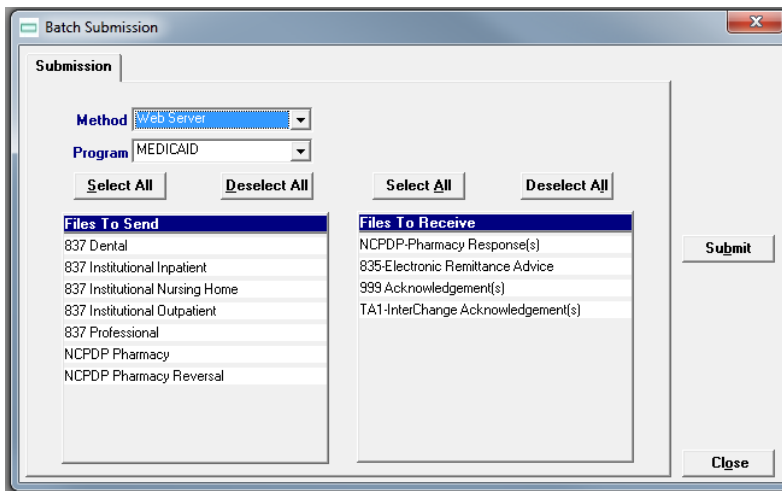 Batch Submission
x
Submission
Method Web Server
Program MEDICAID
Select All Deselect All Select All Deselect All
Files To Send
837 Dental
837 Institutional Inpatient
837 Institutional Nursing Home
837 Institutional Outpatient
837 Professional
NCPDP Pharmacy
NCPDP Pharmacy Reversal
Files To Receive
NCPDP-Pharmacy Response(s)
835-Electronic Remittance Advice
999 Acknowledgement(s)
TA1-InterChange Acknowledgement(s)
Submit
Close